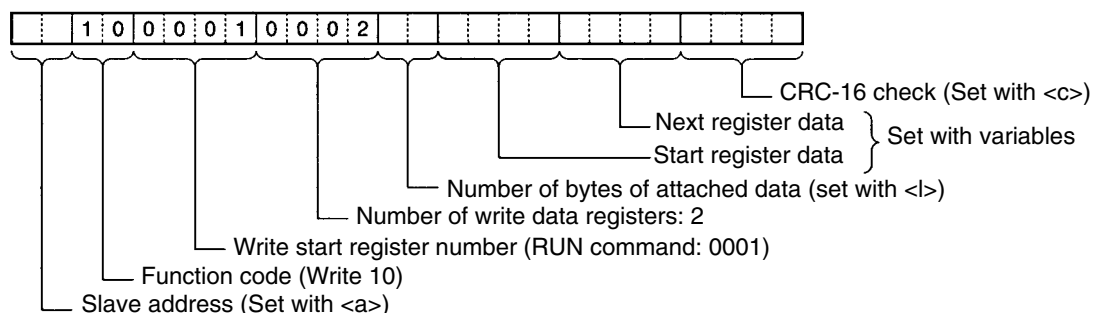 1 0 0 0 0 1 0 0 0 2
CRC-16 check (Set with <c>)
Next register data
Set with variables
Start register data
Number of bytes of attached data (set with <l>)
Number of write data registers: 2
Write start register number (RUN command: 0001)
Function code (Write 10)
Slave address (Set with <a>)